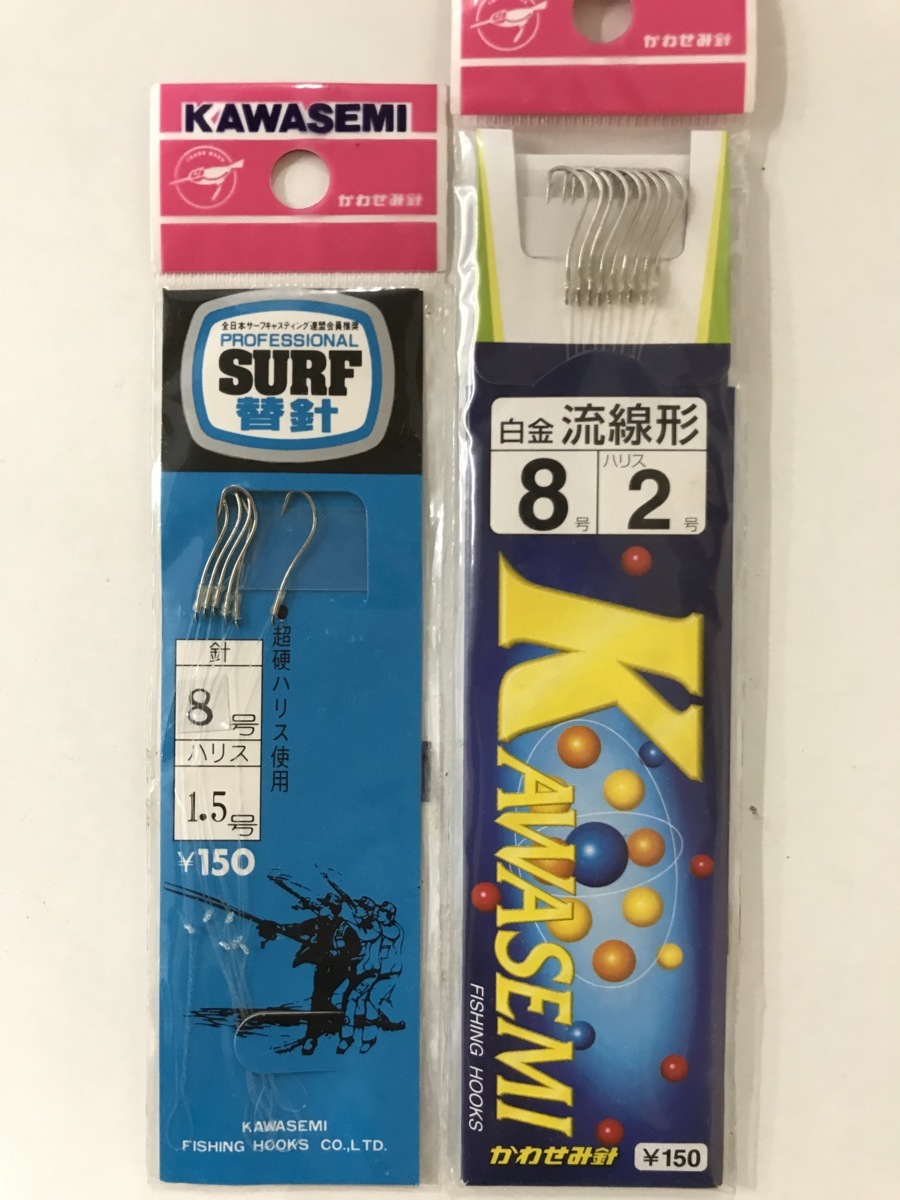 KAWASEMI
TRADE MARK
かわせみ針
全日本サーフキャスティング連盟会員推奨
PROFESSIONAL
SURF
替針
超硬ハリス使用
針
8号
ハリス
1.5号
¥150
KAWASEMI
FISHING HOOKS CO.,LTD.
かわせみ針
白金 流線形
8号
ハリス
2号
KAWASEMI
FISHING HOOKS
かわせみ針
¥150